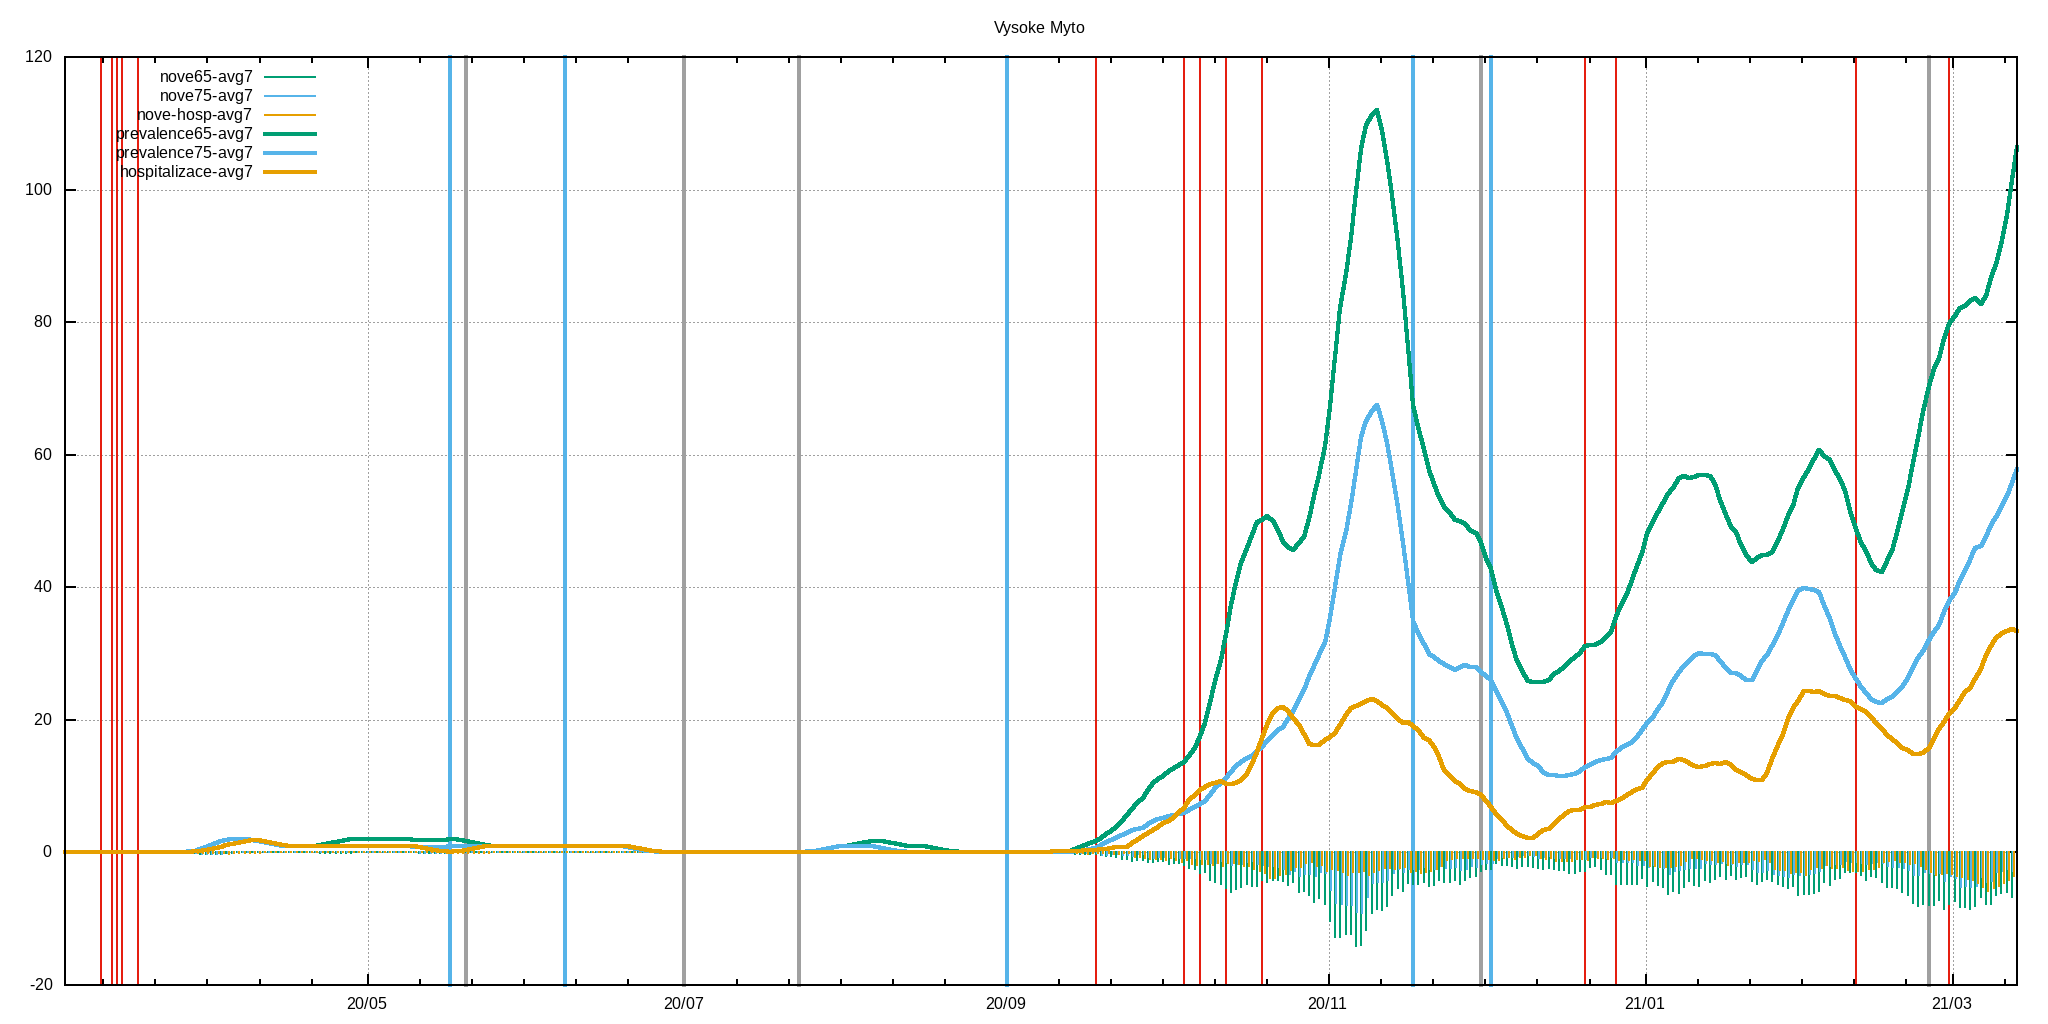 Vysoke Myto
120
nove65-avg7
nove75-avg7
nove-hosp-avg7
prevalence65-avg7
prevalence75-avg7
hospitalizace-avg7
100
80
60
40
20
0
-20
20/05 20/07 20/09 20/11 21/01 21/03